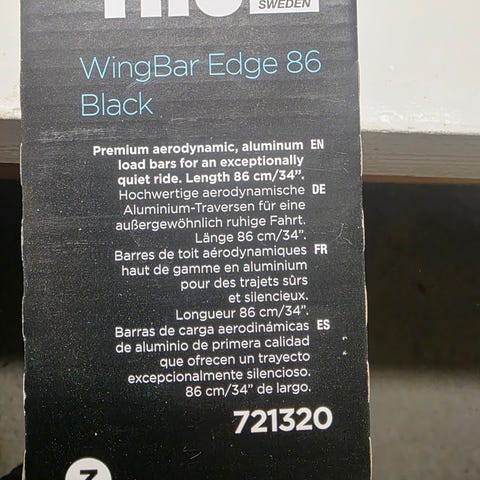 SWEDEN
WingBar Edge 86
Black
Premium aerodynamic, aluminum EN
load bars for an exceptionally
quiet ride. Length 86 cm/34”.
Hochwertige aerodynamische DE
Aluminium-Traversen für eine
außergewöhnlich ruhige Fahrt.
Länge 86 cm/34”.
Barres de toit aérodynamiques FR
haut de gamme en aluminium
pour des trajets sûrs
et silencieux.
Longueur 86 cm/34”.
Barras de carga aerodinámicas ES
de aluminio de primera calidad
que ofrecen un trayecto
excepcionalmente silencioso.
86 cm/34” de largo.
721320